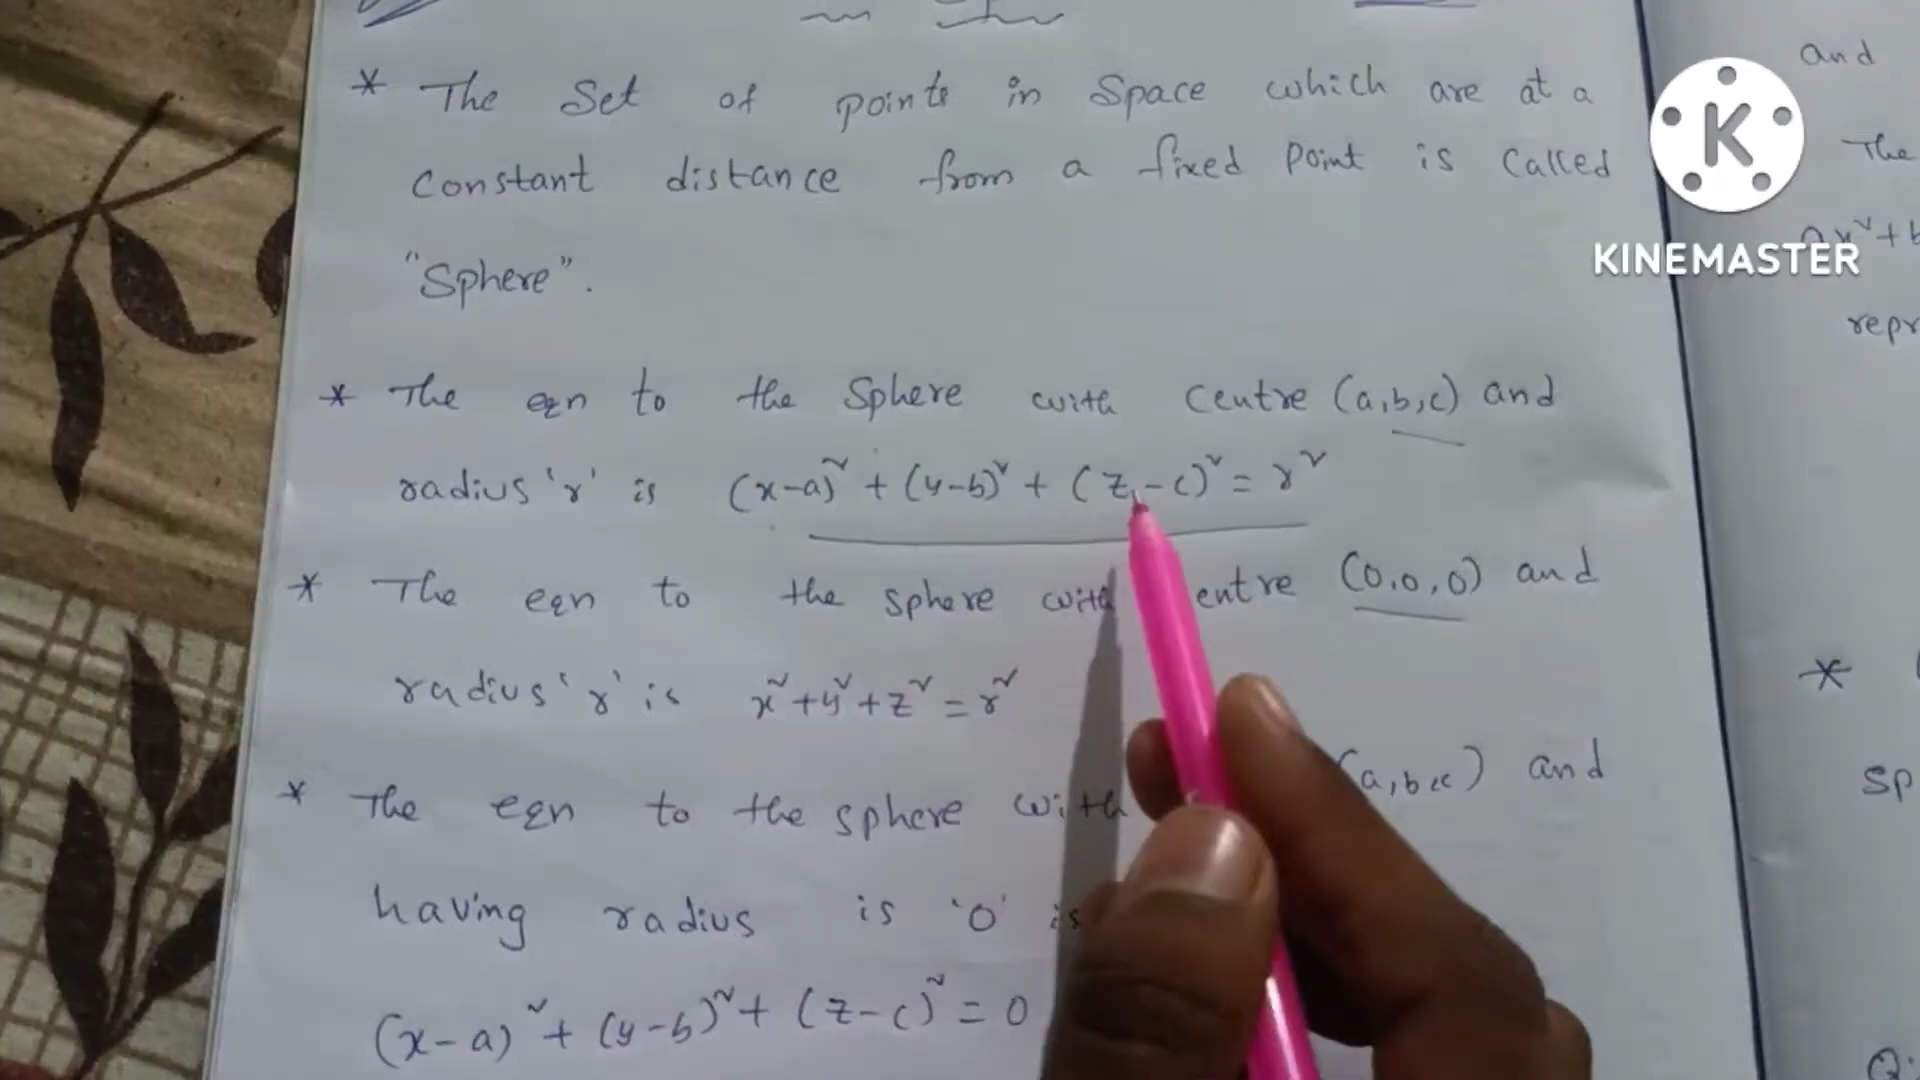 * The Set of points in Space which are at a
constant distance from a fixed point is called
"Sphere".
* The eqn to the Sphere with Centre (a,b,c) and
radius 'r' is (x-a)² + (y-b)² + (z-c)² = r²
* The eqn to the sphere with entre (0,0,0) and
radius 'r' is x²+y²+z² = r²
* The eqn to the sphere with (a,b,c) and
having radius is '0' is
(x-a)² + (y-b)² + (z-c)² = 0
and
The
ax²+b
repr
*
sp
KINEMASTER